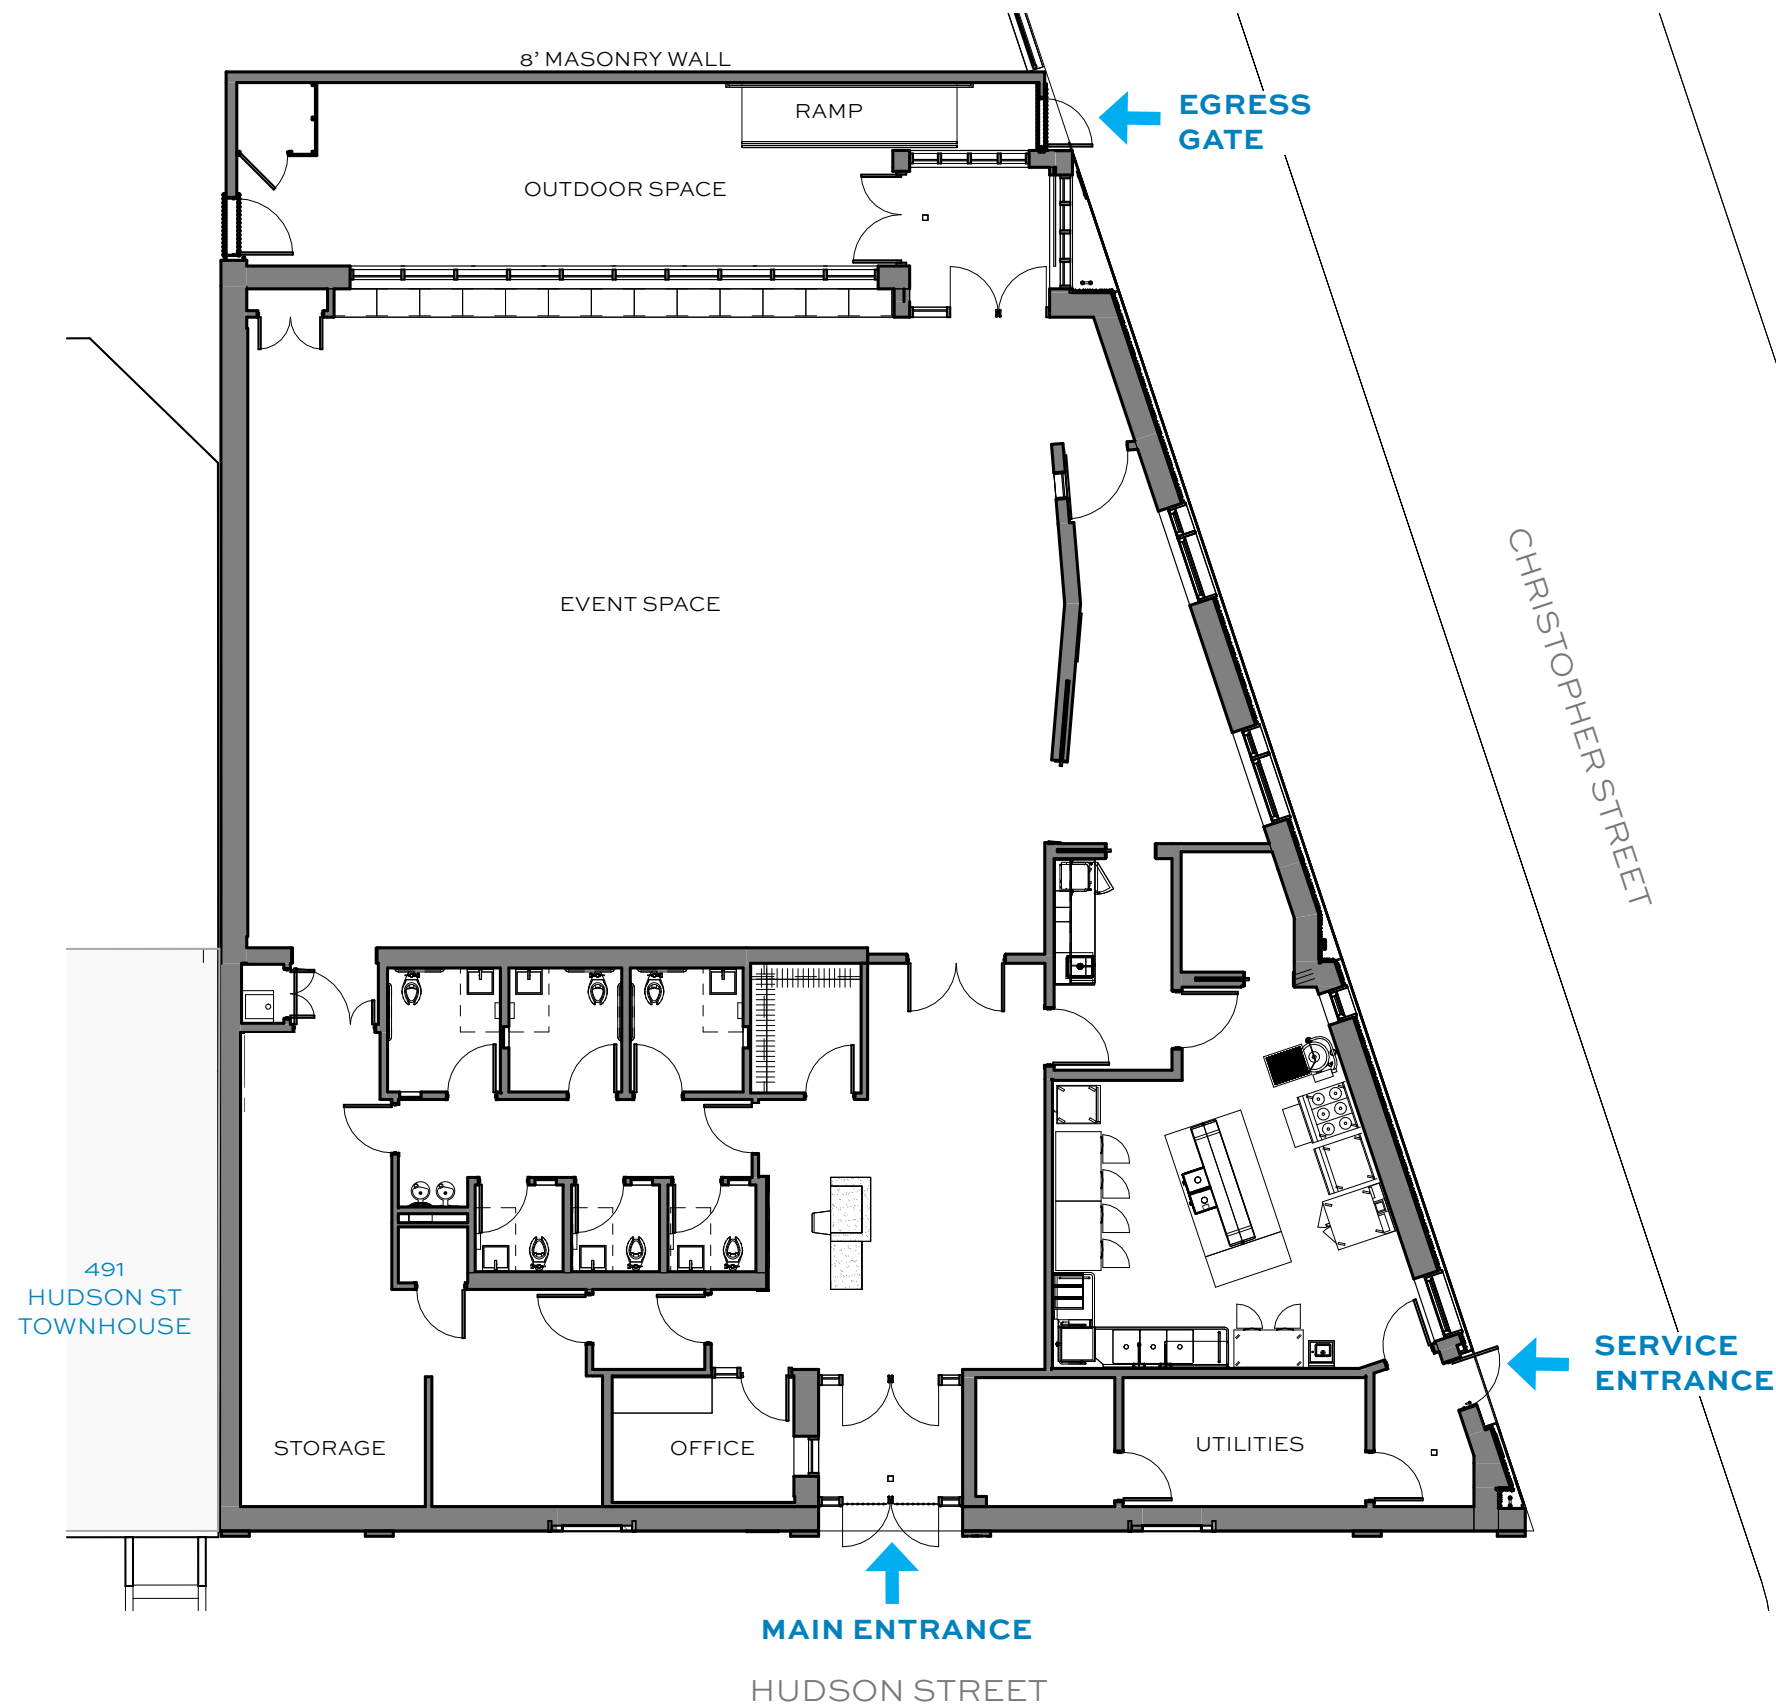 8’ MASONRY WALL
RAMP
EGRESS
GATE
OUTDOOR SPACE
EVENT SPACE
CHRISTOPHER STREET
491
HUDSON ST
TOWNHOUSE
SERVICE
ENTRANCE
STORAGE
OFFICE
UTILITIES
MAIN ENTRANCE
HUDSON STREET